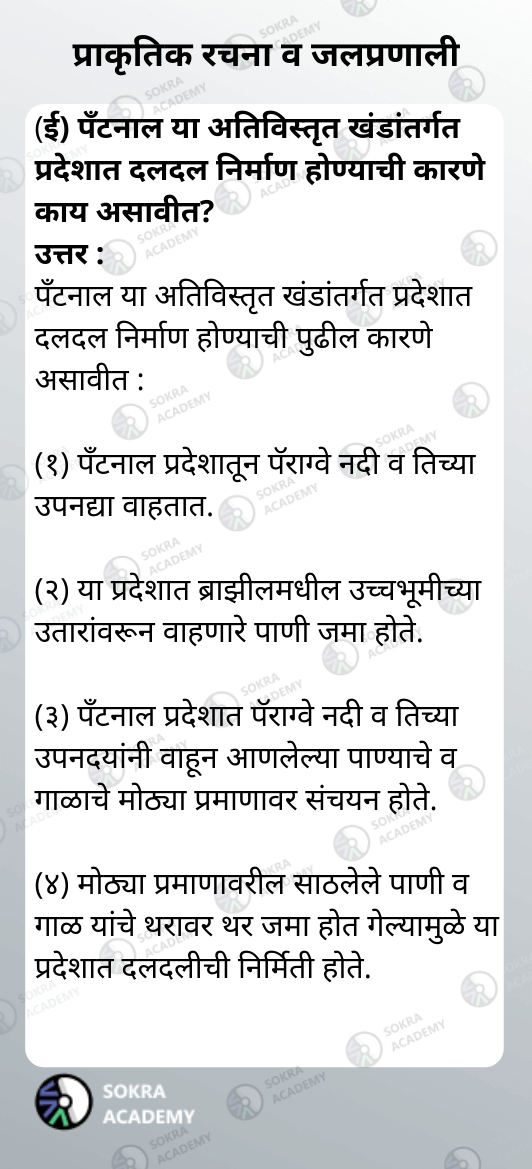 प्राकृतिक रचना व जलप्रणाली
(ई) पँटनाल या अतिविस्तृत खंडांतर्गत
प्रदेशात दलदल निर्माण होण्याची कारणे
काय असावीत?
उत्तर :
पँटनाल या अतिविस्तृत खंडांतर्गत प्रदेशात
दलदल निर्माण होण्याची पुढील कारणे
असावीत :
(१) पँटनाल प्रदेशातून पॅराग्वे नदी व तिच्या
उपनद्या वाहतात.
(२) या प्रदेशात ब्राझीलमधील उच्चभूमीच्या
उतारांवरून वाहणारे पाणी जमा होते.
(३) पँटनाल प्रदेशात पॅराग्वे नदी व तिच्या
उपनदयांनी वाहून आणलेल्या पाण्याचे व
गाळाचे मोठ्या प्रमाणावर संचयन होते.
(४) मोठ्या प्रमाणावरील साठलेले पाणी व
गाळ यांचे थरावर थर जमा होत गेल्यामुळे या
प्रदेशात दलदलीची निर्मिती होते.
SOKRA
ACADEMY